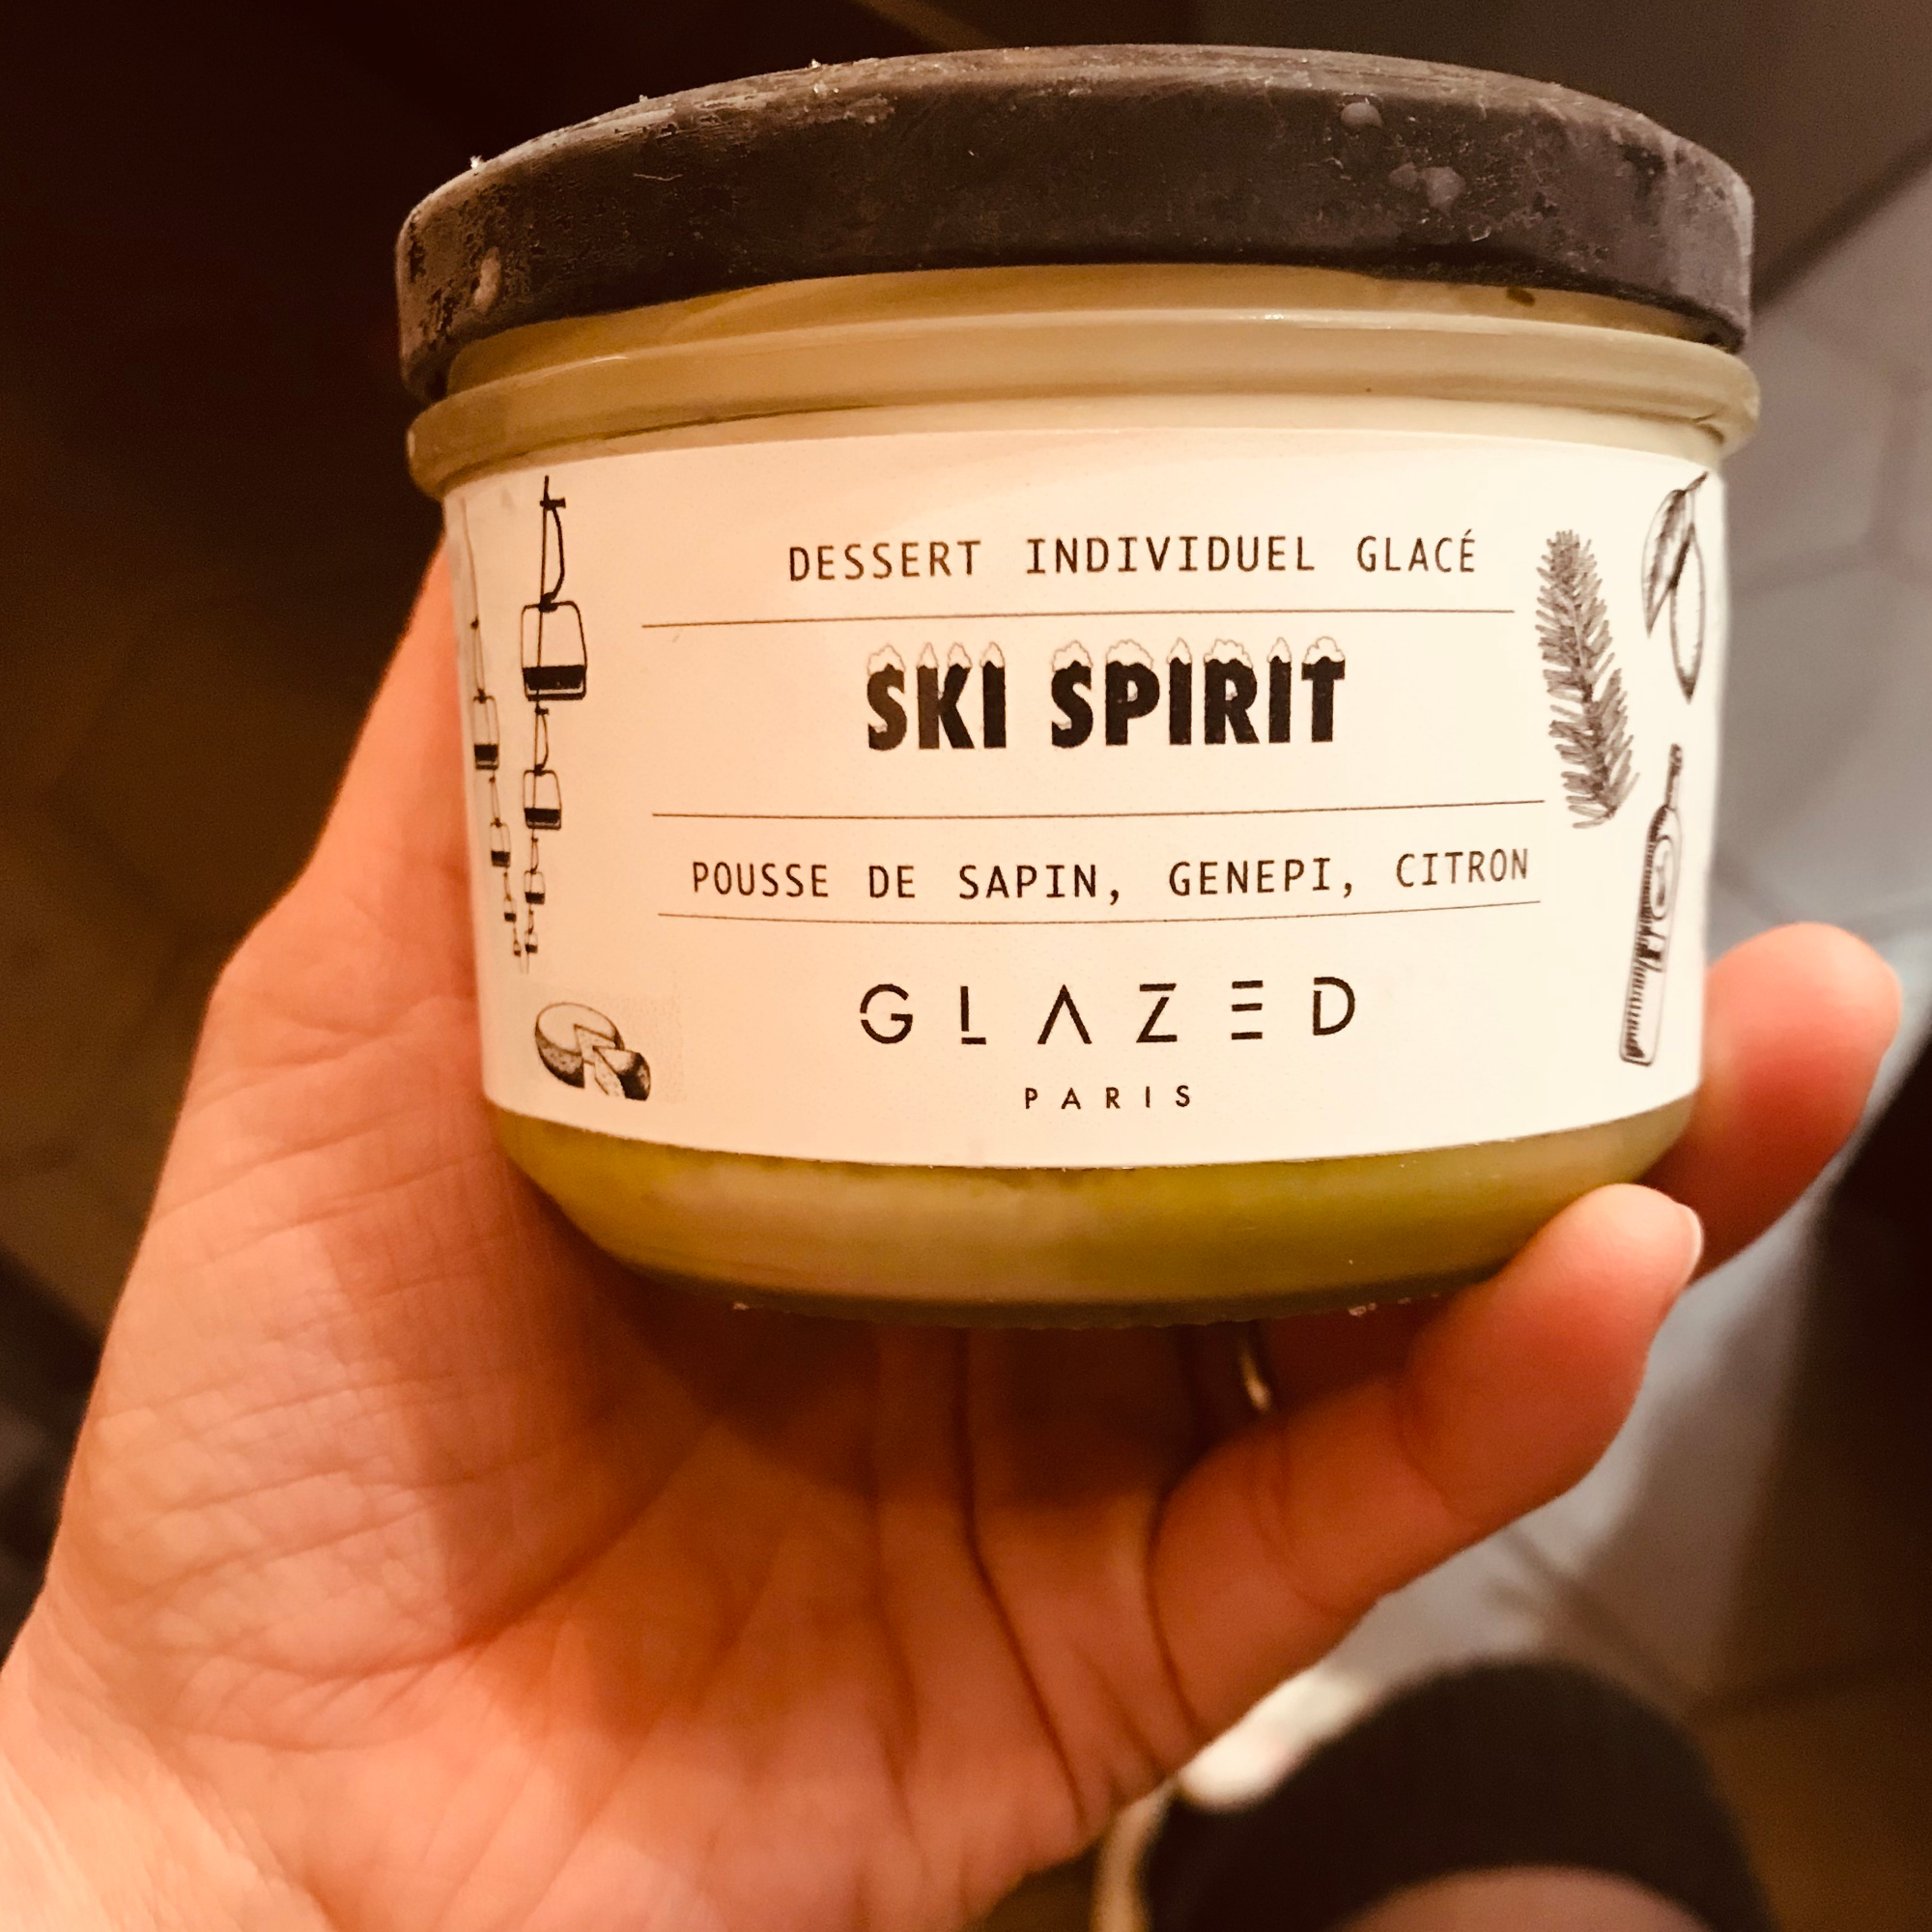 DESSERT INDIVIDUEL GLACÉ
SKI SPIRIT
POUSSE DE SAPIN, GENEPI, CITRON
GLAZED
PARIS